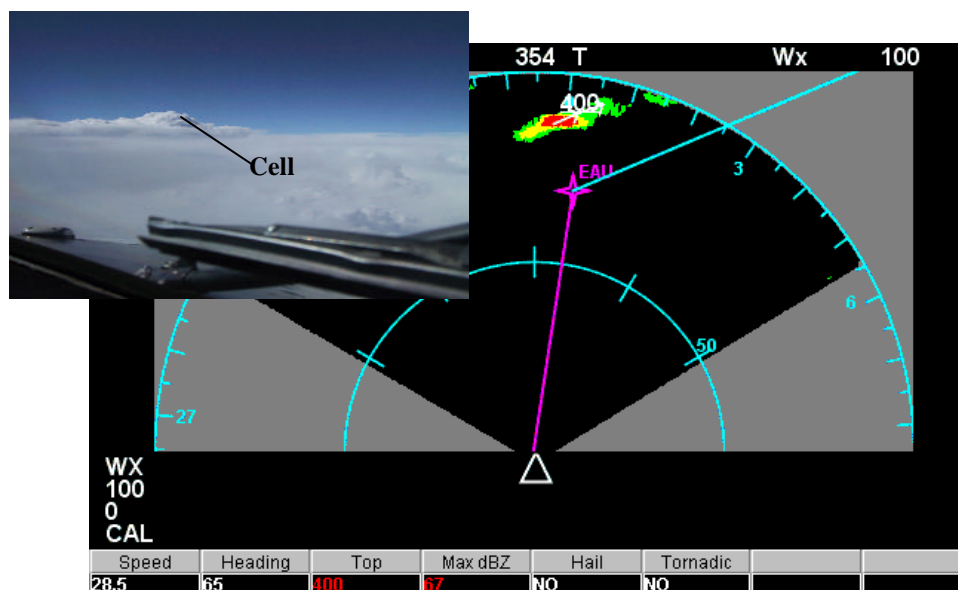 354 T Wx 100
400
Cell
EAU
3
50
6
27
WX
100
0
CAL
Speed Heading Top Max dBZ Hail Tornadic
28.5 65 400 67 NO NO